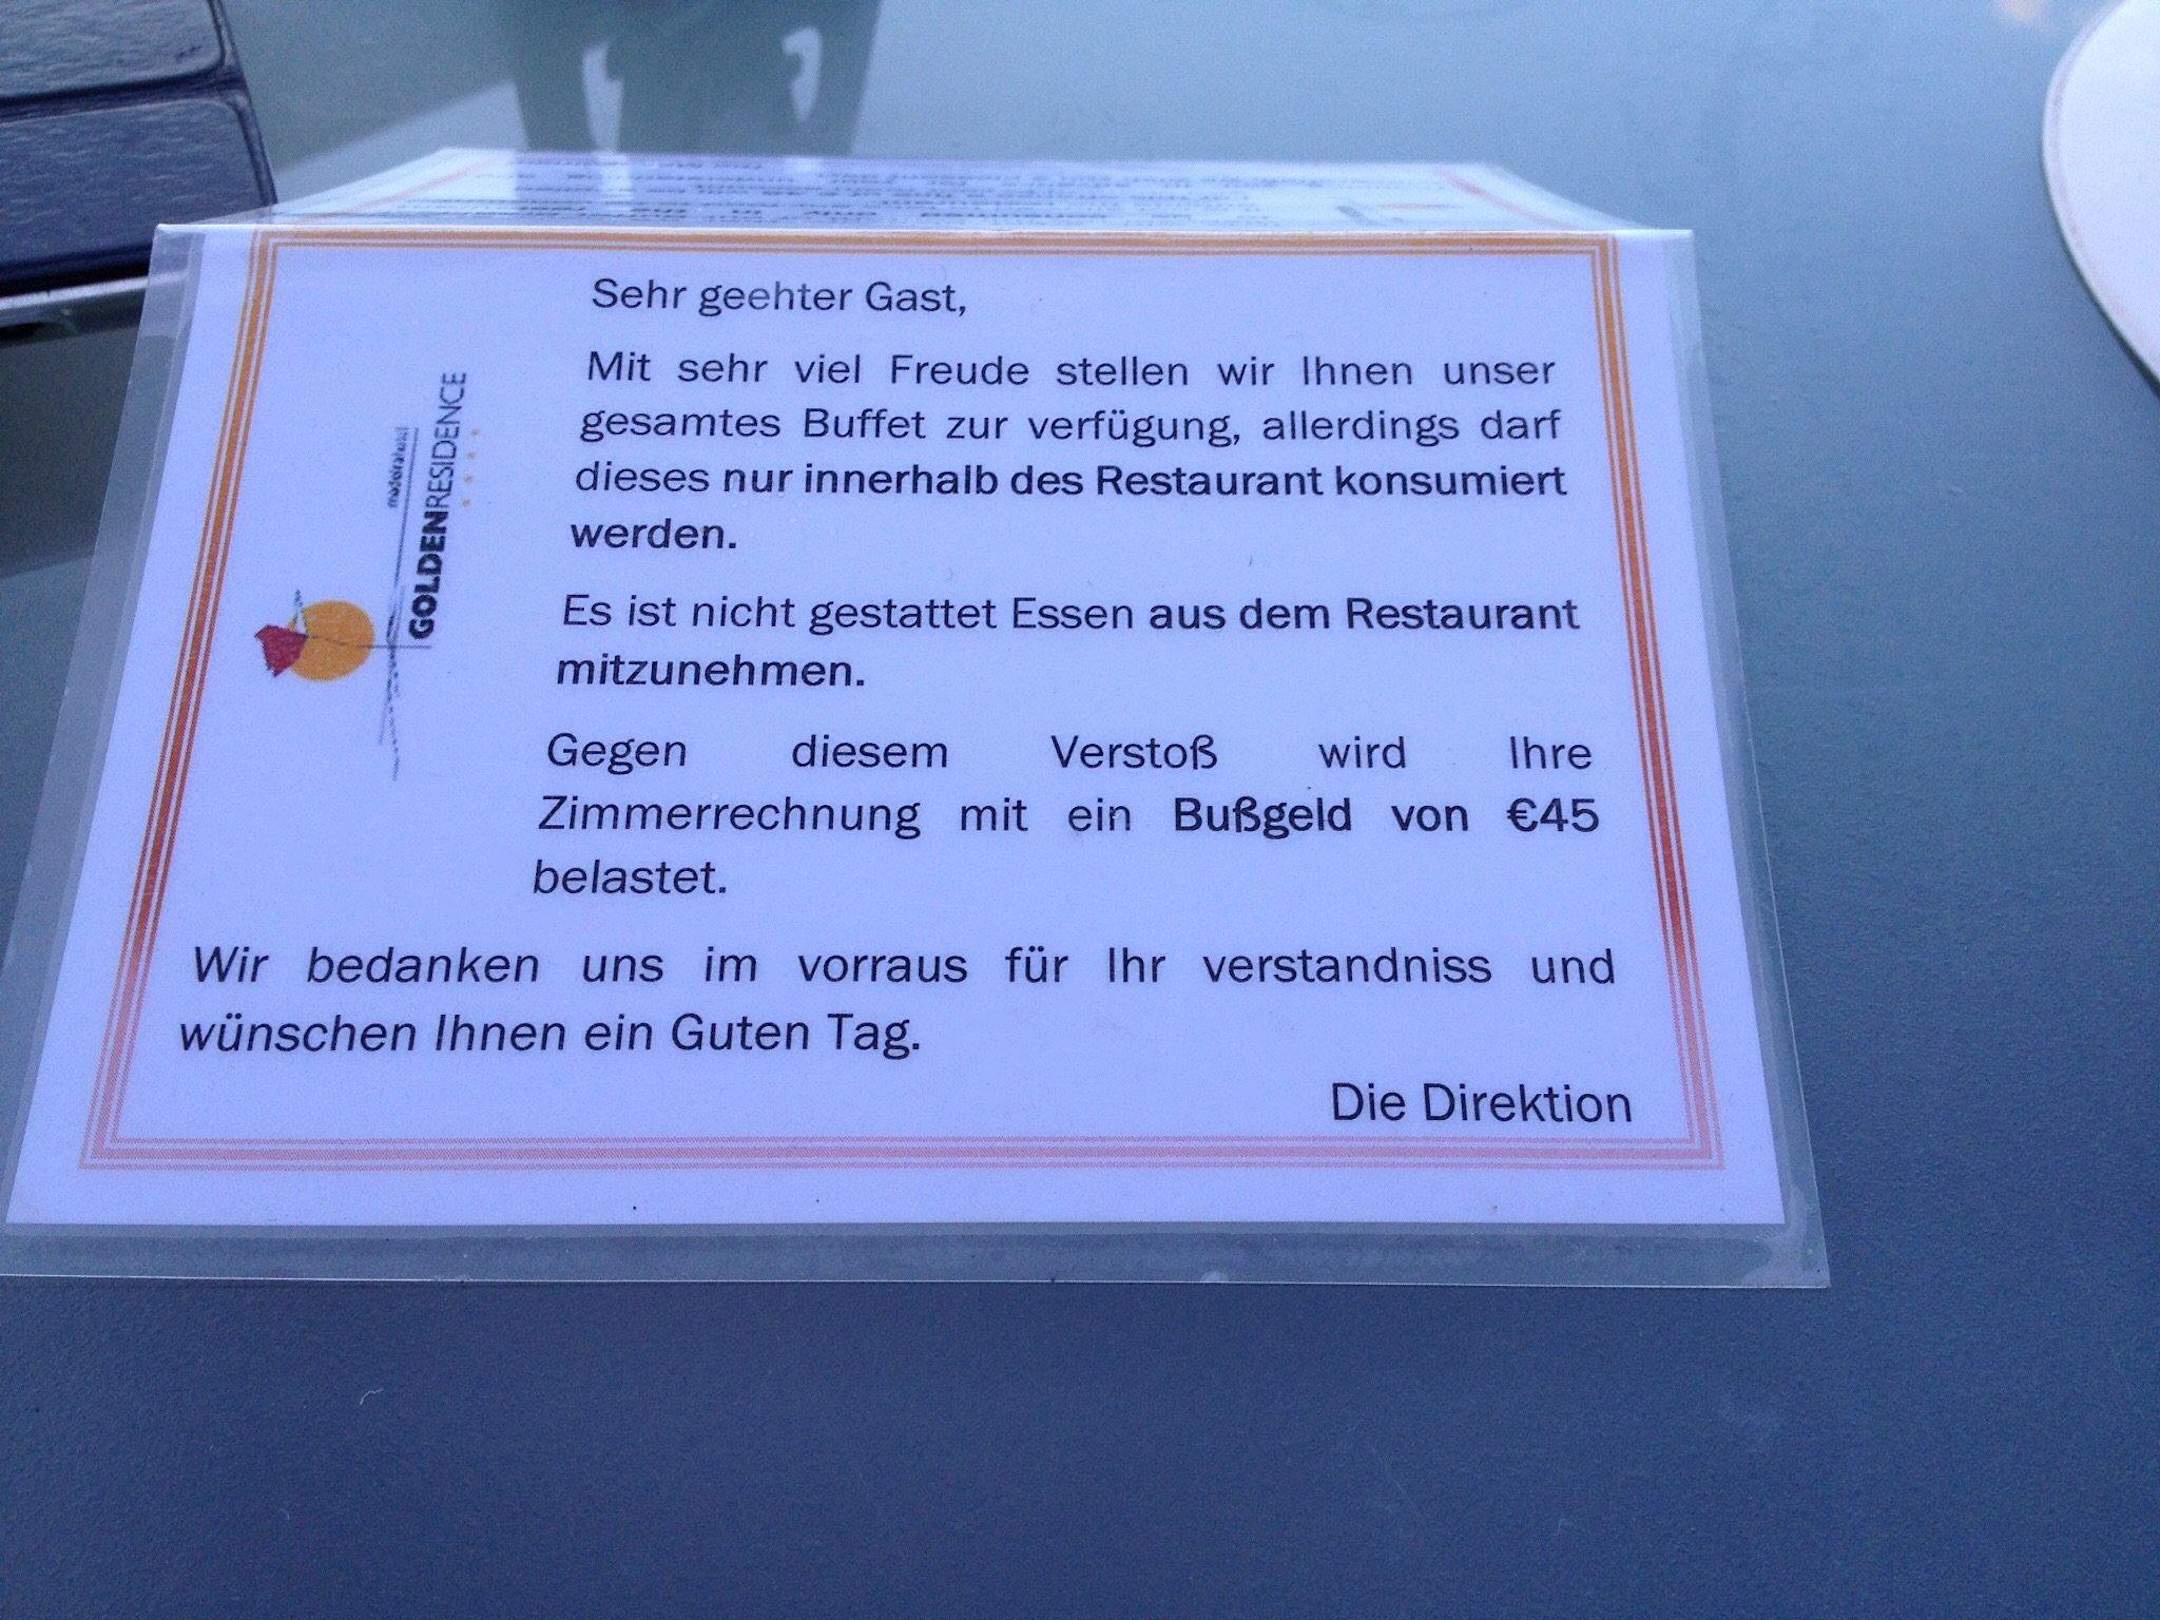 Sehr geehter Gast,
Mit sehr viel Freude stellen wir Ihnen unser
gesamtes Buffet zur verfügung, allerdings darf
dieses nur innerhalb des Restaurant konsumiert
werden.
Es ist nicht gestattet Essen aus dem Restaurant
mitzunehmen.
Gegen diesem Verstoß wird Ihre
Zimmerrechnung mit ein Bußgeld von €45
belastet.
Wir bedanken uns im vorraus für Ihr verstandniss und
wünschen Ihnen ein Guten Tag.
Die Direktion
GOLDENRESIDENCE